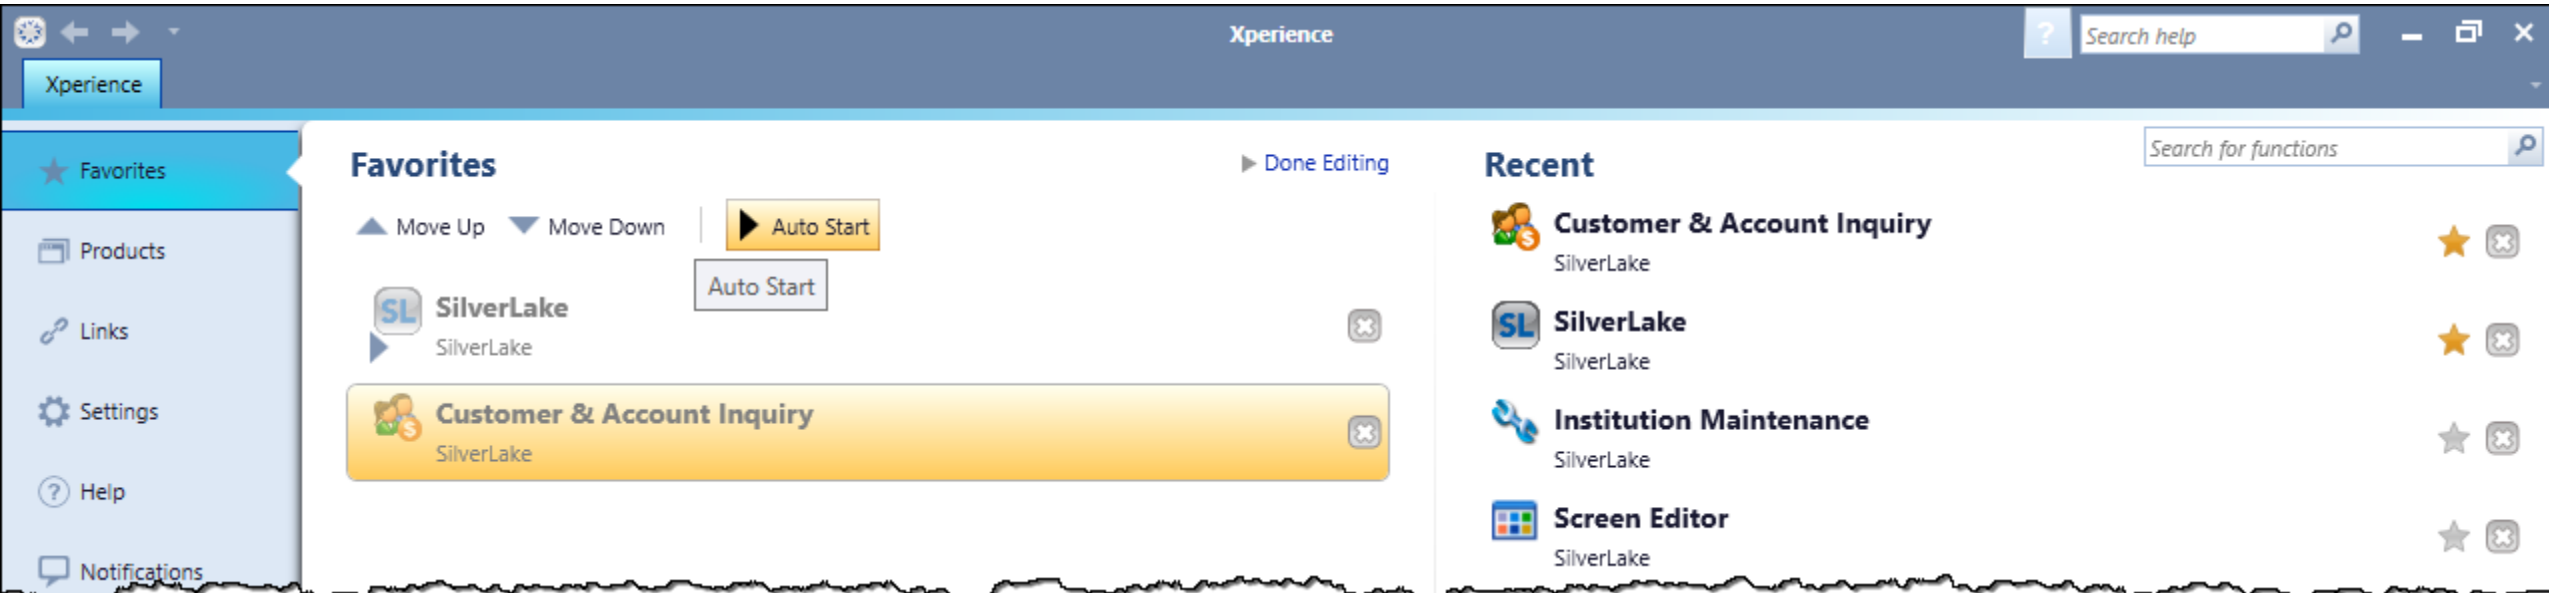 Xperience
?
Search help
Xperience
Favorites
Products
Links
Settings
Help
Notifications
Favorites
Done Editing
Move Up
Move Down
Auto Start
Auto Start
SL
SilverLake
SilverLake
Customer & Account Inquiry
SilverLake
Recent
Search for functions
Customer & Account Inquiry
SilverLake
SL
SilverLake
SilverLake
Institution Maintenance
SilverLake
Screen Editor
SilverLake